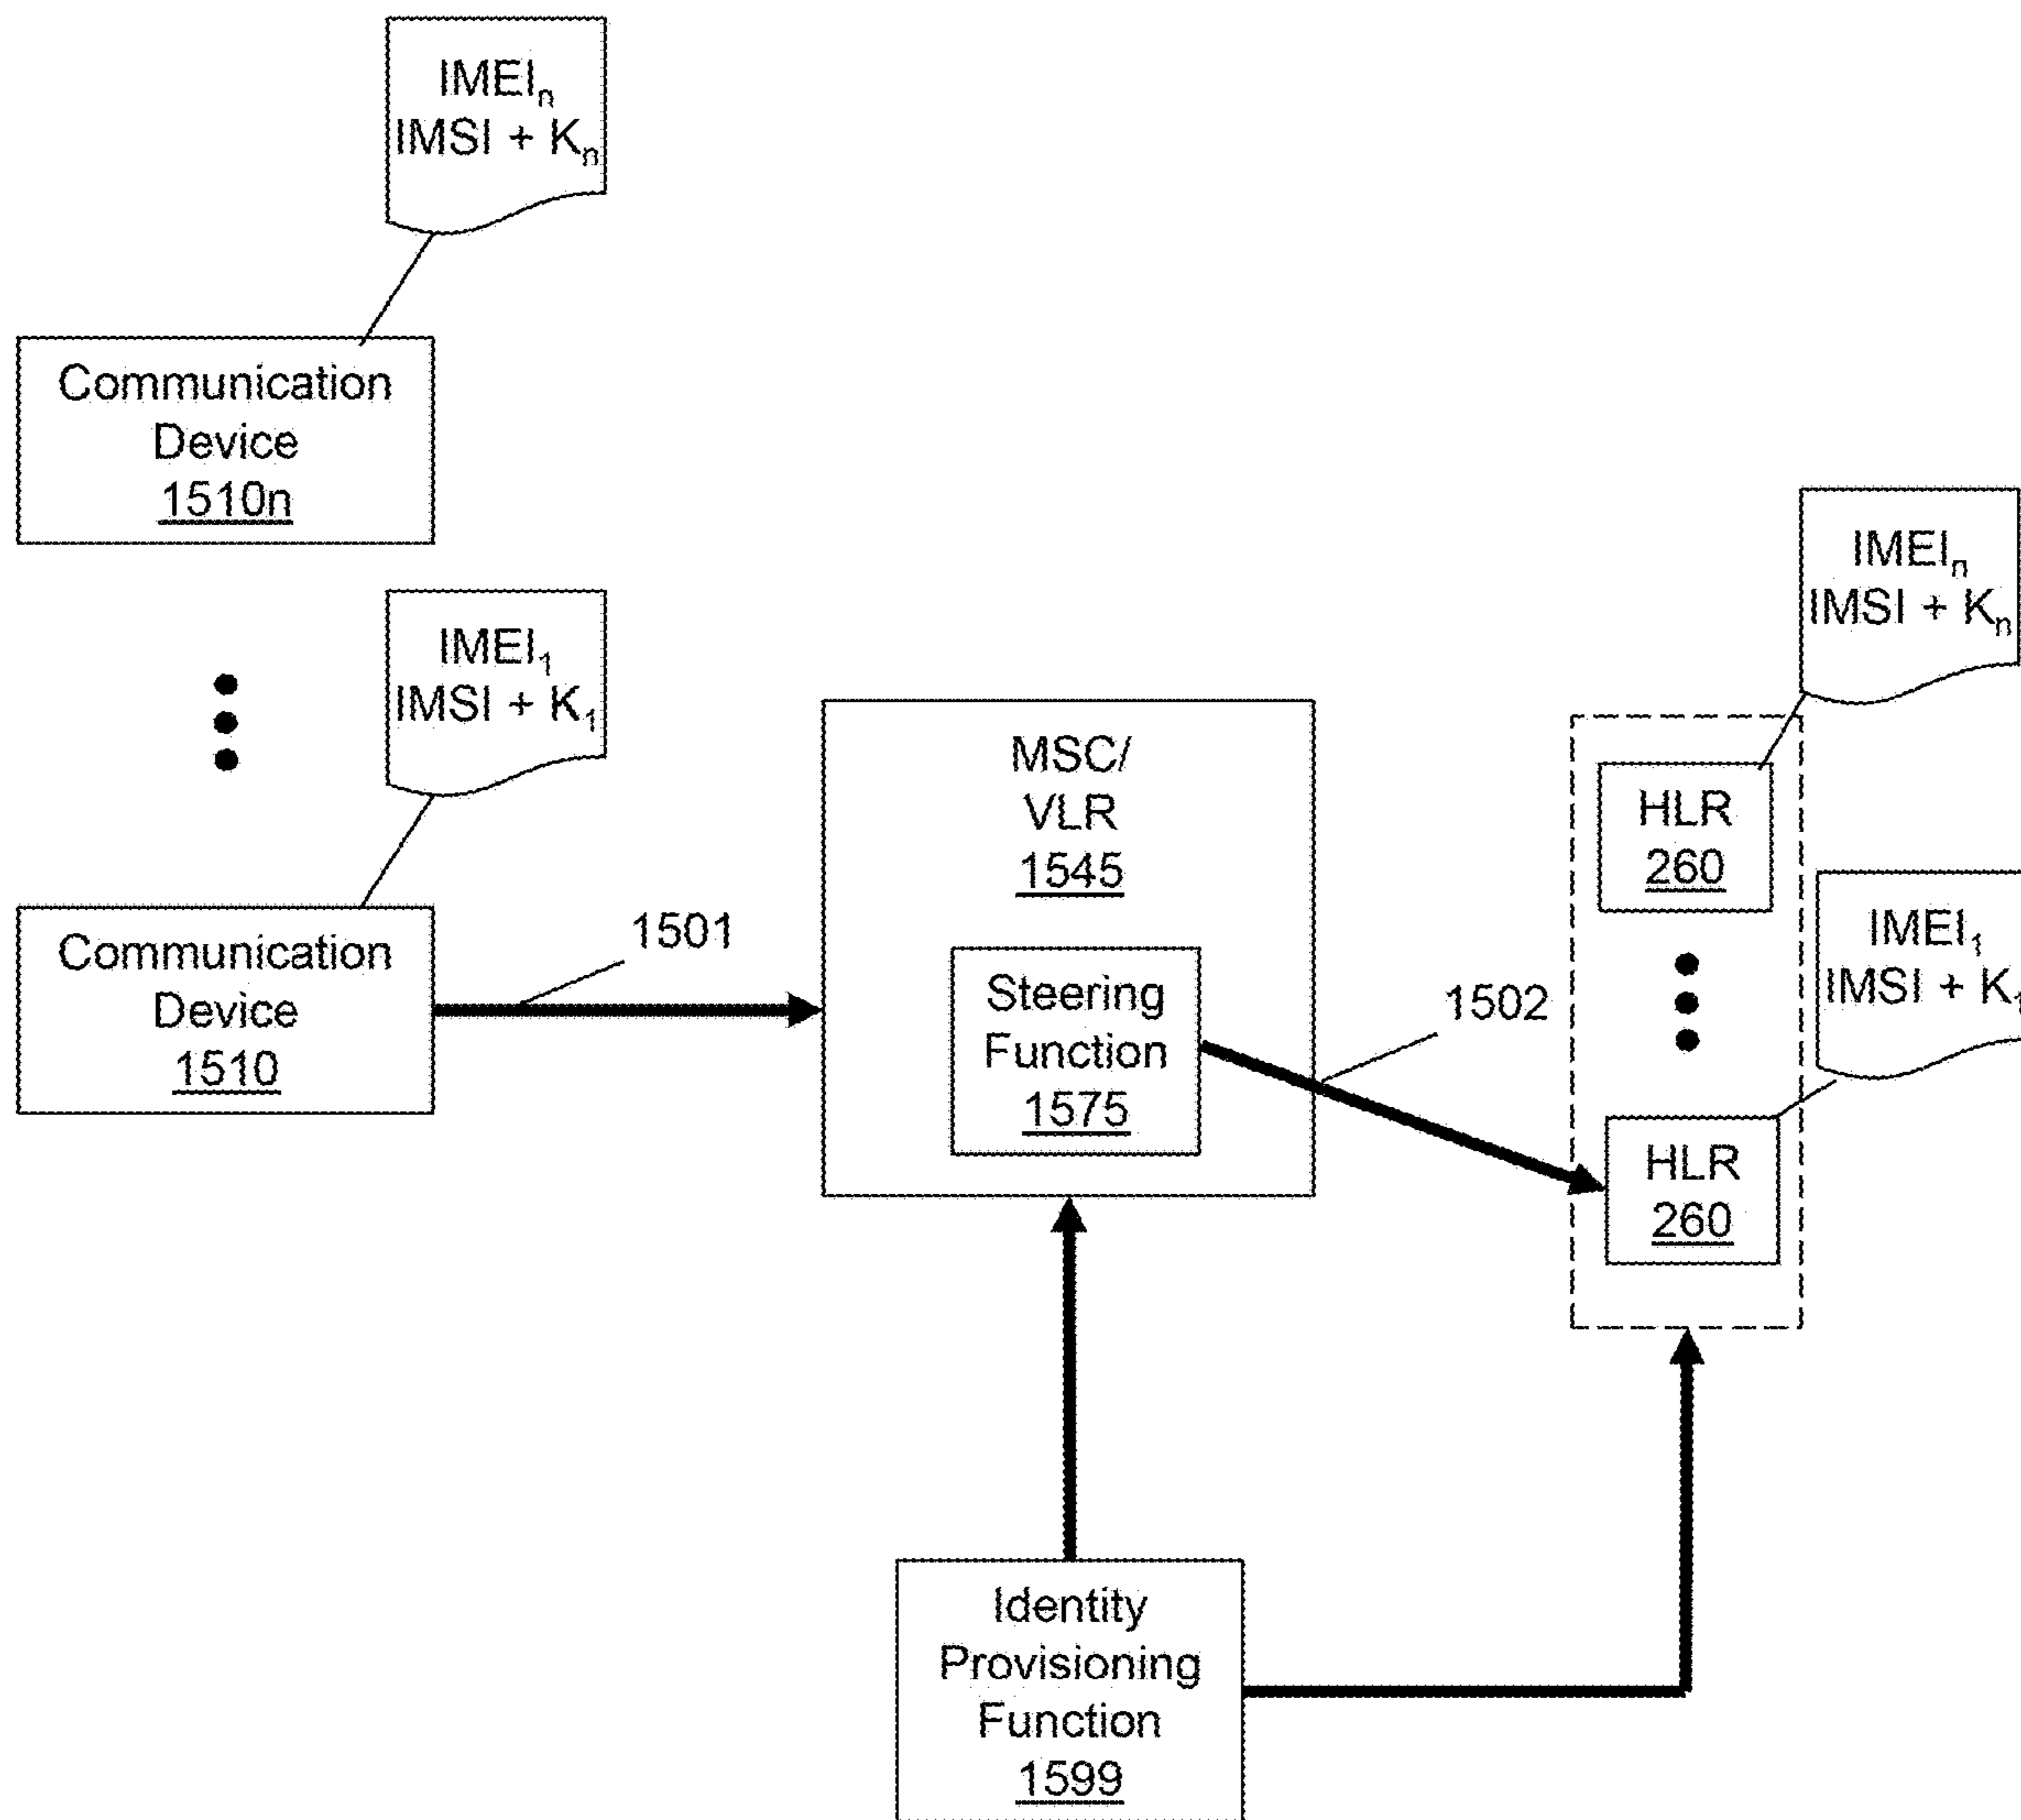 IMEIn
IMSI + Kn
Communication
Device
1510n
IMEI1
IMSI + K1
Communication
Device
1510
1501
MSC/
VLR
1545
Steering
Function
1575
1502
IMEIn
IMSI + Kn
HLR
260
IMEI1
IMSI + K1
HLR
260
Identity
Provisioning
Function
1599